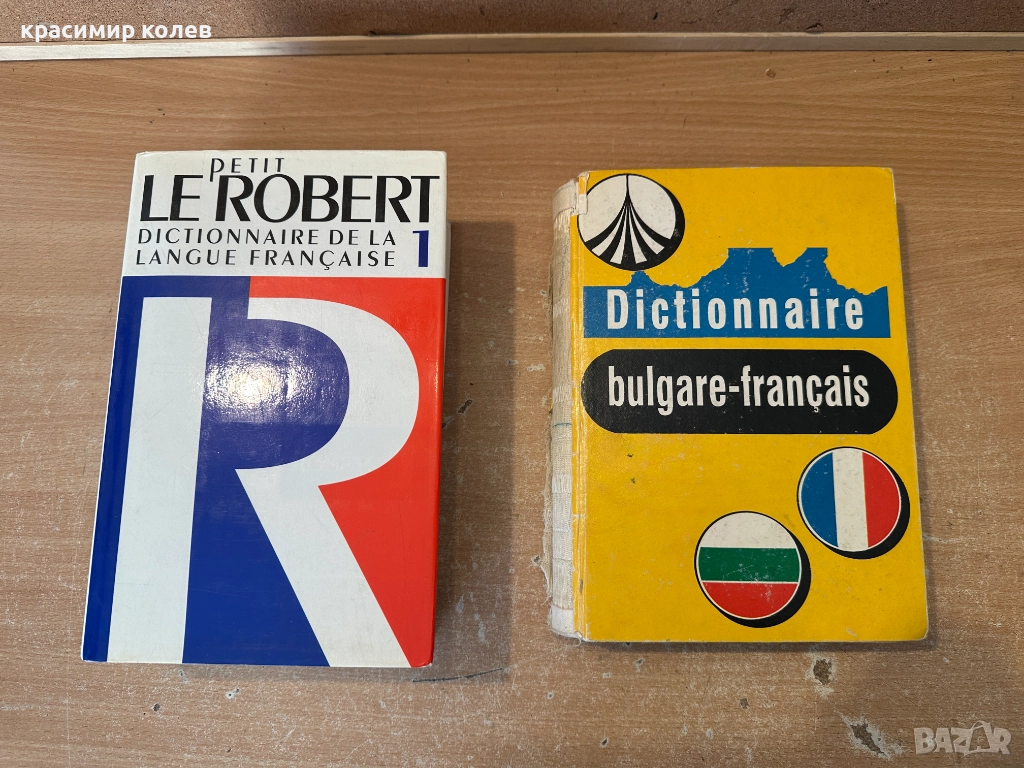 красимир колев
PETIT
LE ROBERT
DICTIONNAIRE DE LA
LANGUE FRANÇAISE 1
Dictionnaire
bulgare-français
BAZAR